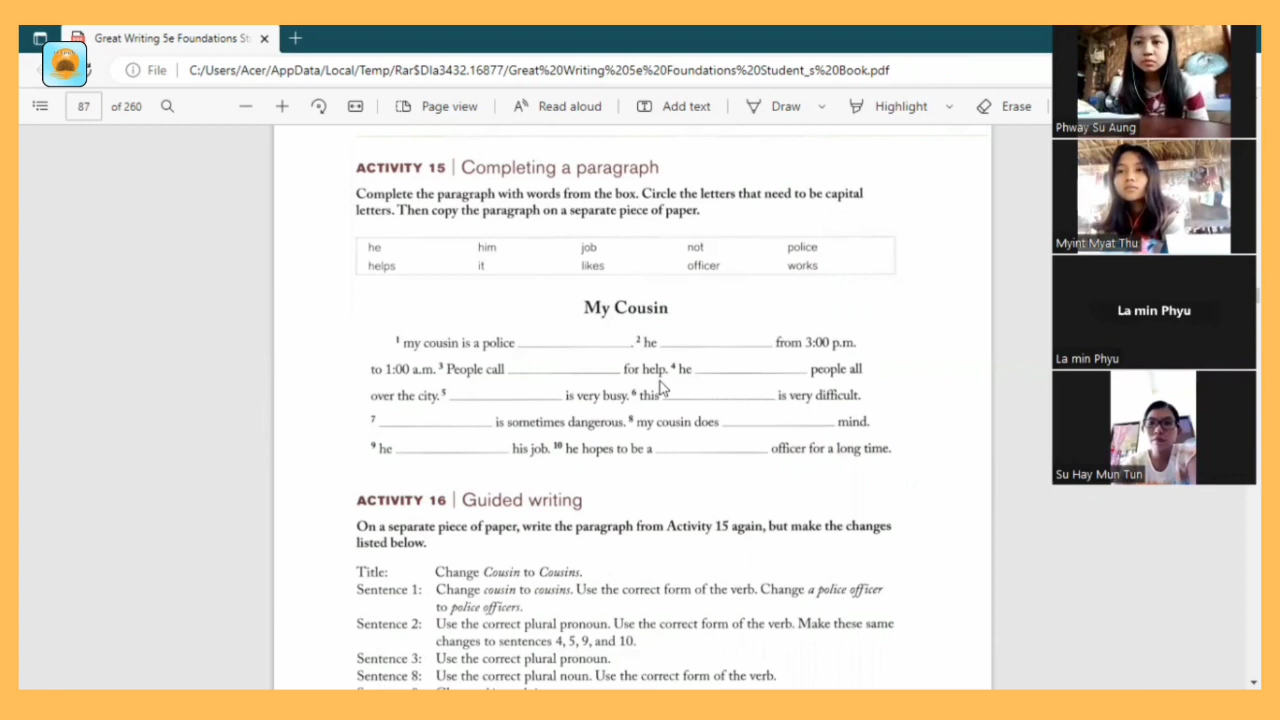 Great Writing 5e Foundations St
File C:/Users/Acer/AppData/Local/Temp/Rar$DIa3432.16877/Great%20Writing%205e%20Foundations%20Student_s%20Book.pdf
87 of 260 Page view Read aloud Add text Draw Highlight Erase
ACTIVITY 15 | Completing a paragraph
Complete the paragraph with words from the box. Circle the letters that need to be capital
letters. Then copy the paragraph on a separate piece of paper.
he him job not police
helps it likes officer works
My Cousin
1 my cousin is a police ____________. 2 he ____________ from 3:00 p.m.
to 1:00 a.m. 3 People call ____________ for help. 4 he ____________ people all
over the city. 5 ____________ is very busy. 6 this ____________ is very difficult.
7 ____________ is sometimes dangerous. 8 my cousin does ____________ mind.
9 he ____________ his job. 10 he hopes to be a ____________ officer for a long time.
ACTIVITY 16 | Guided writing
On a separate piece of paper, write the paragraph from Activity 15 again, but make the changes
listed below.
Title: Change Cousin to Cousins.
Sentence 1: Change cousin to cousins. Use the correct form of the verb. Change a police officer
to police officers.
Sentence 2: Use the correct plural pronoun. Use the correct form of the verb. Make these same
changes to sentences 4, 5, 9, and 10.
Sentence 3: Use the correct plural pronoun.
Sentence 8: Use the correct plural noun. Use the correct form of the verb.
Phway Su Aung
Myint Myat Thu
La min Phyu
La min Phyu
Su Hay Mun Tun